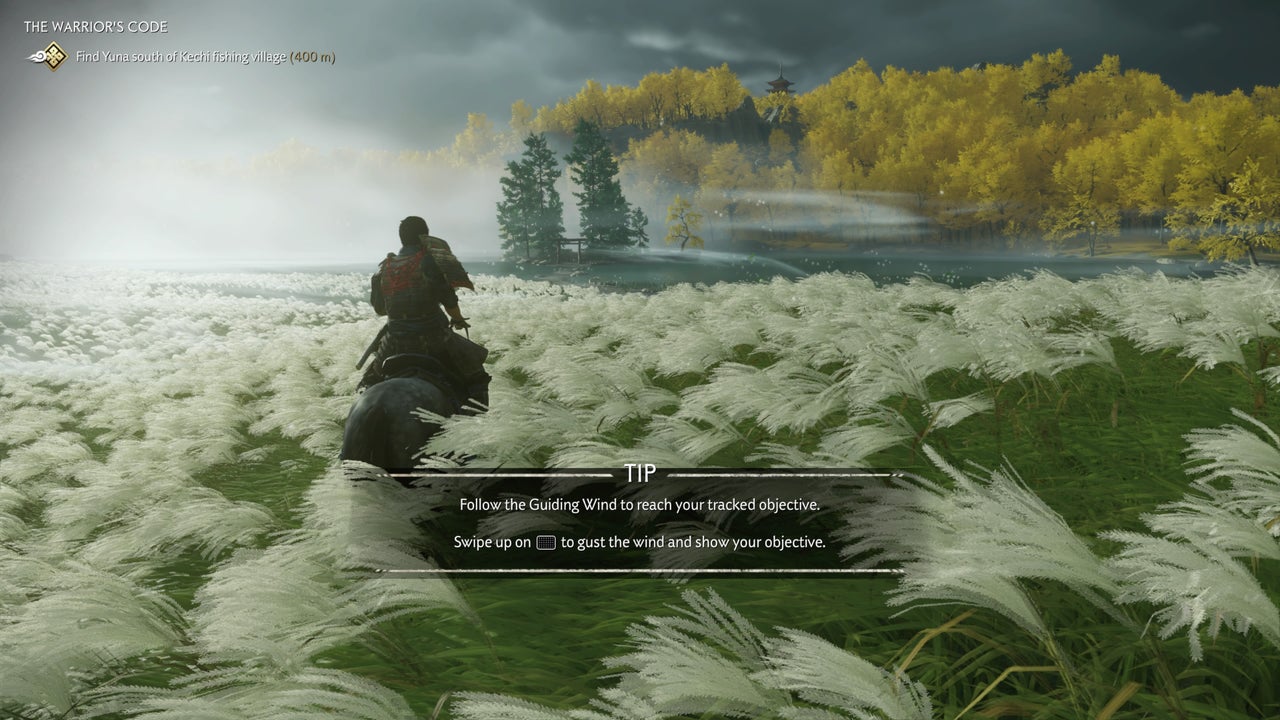 THE WARRIOR'S CODE
Find Yuna south of Kechi fishing village (400 m)
TIP
Follow the Guiding Wind to reach your tracked objective.
Swipe up on to gust the wind and show your objective.